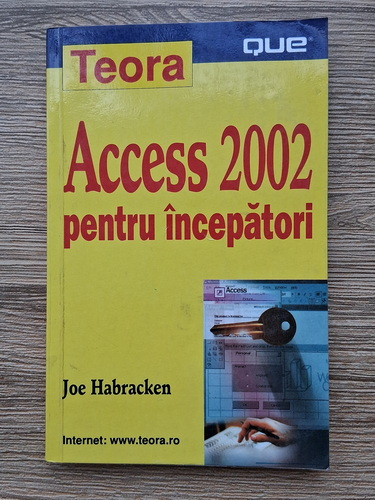 Teora
QUE
Access 2002
pentru începători
Access
Joe Habracken
Internet: www.teora.ro